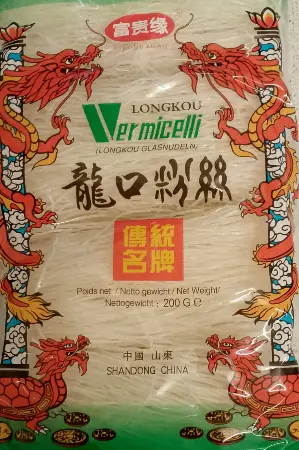 富贵缘
LONGKOU
Vermicelli
(LONGKOU GLASNUDELN)
龍口粉絲
傳統
名牌
Poids net / Netto gewicht / Net Weight/
Nettogewicht : 200 G e
中國 山東
SHANDONG CHINA